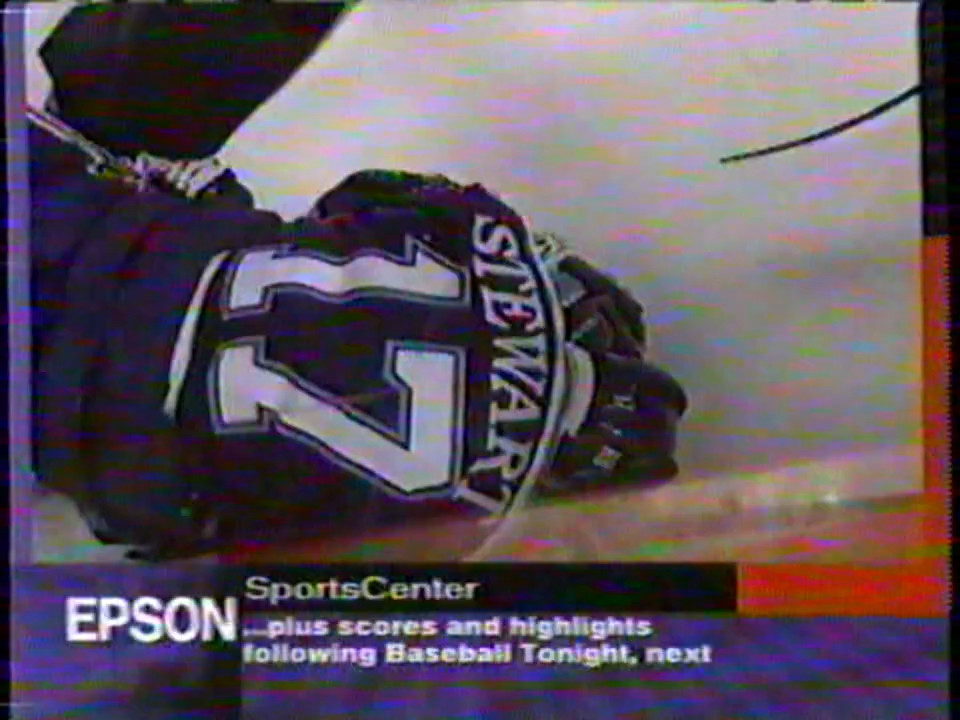 STEWART
17
SportsCenter
EPSON
...plus scores and highlights
following Baseball Tonight, next